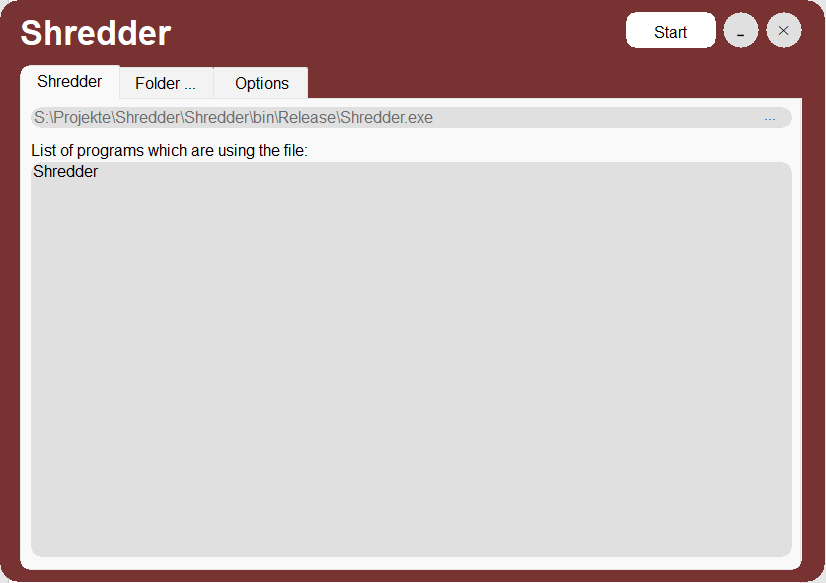 Shredder
Start
Shredder
Folder ...
Options
S:\Projekte\Shredder\Shredder\bin\Release\Shredder.exe ...
List of programs which are using the file:
Shredder